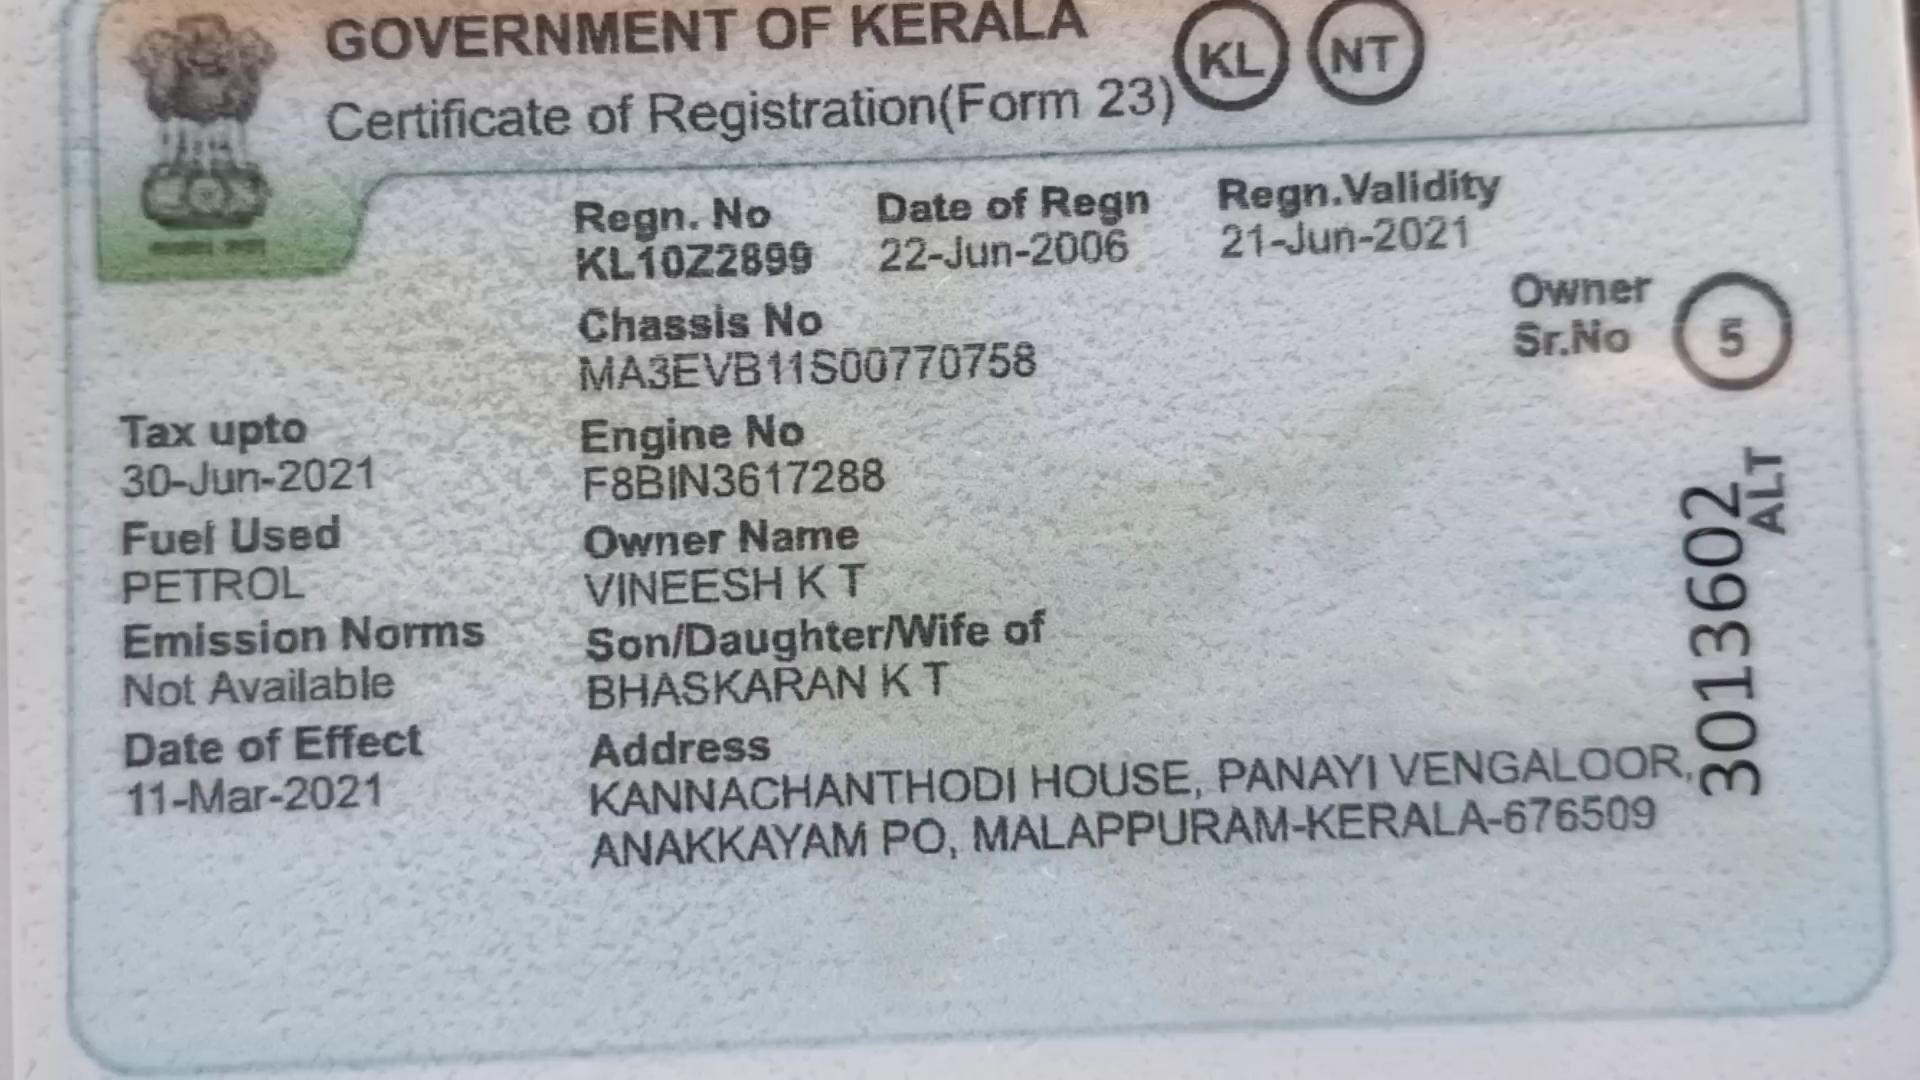 GOVERNMENT OF KERALA
KL NT
Certificate of Registration(Form 23)
Regn. No Date of Regn Regn.Validity
KL10Z2899 22-Jun-2006 21-Jun-2021
Chassis No
MA3EVB11S00770758
Owner
Sr.No 5
Tax upto
30-Jun-2021
Engine No
F8BIN3617288
Fuel Used
PETROL
Owner Name
VINEESH K T
Emission Norms
Not Available
Son/Daughter/Wife of
BHASKARAN K T
Date of Effect
11-Mar-2021
Address
KANNACHANTHODI HOUSE, PANAYI VENGALOOR,
ANAKKAYAM PO, MALAPPURAM-KERALA-676509
3013602
ALT